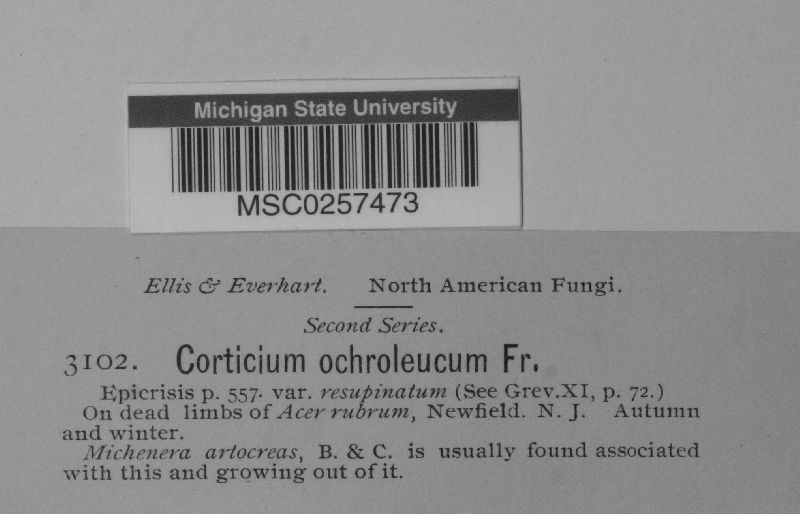 Michigan State University
MSC0257473
Ellis & Everhart. North American Fungi.
Second Series.
3102. Corticium ochroleucum Fr.
Epicrisis p. 557. var. resupinatum (See Grev.XI, p. 72.)
On dead limbs of Acer rubrum, Newfield. N. J. Autumn
and winter.
Michenera artocreas, B. & C. is usually found associated
with this and growing out of it.